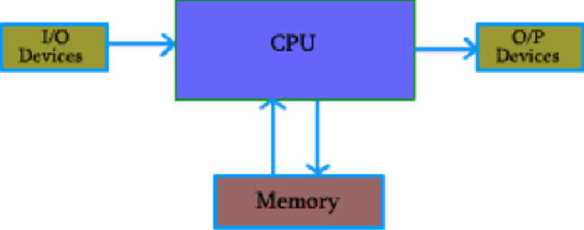 I/O
Devices
CPU
O/P
Devices
Memory